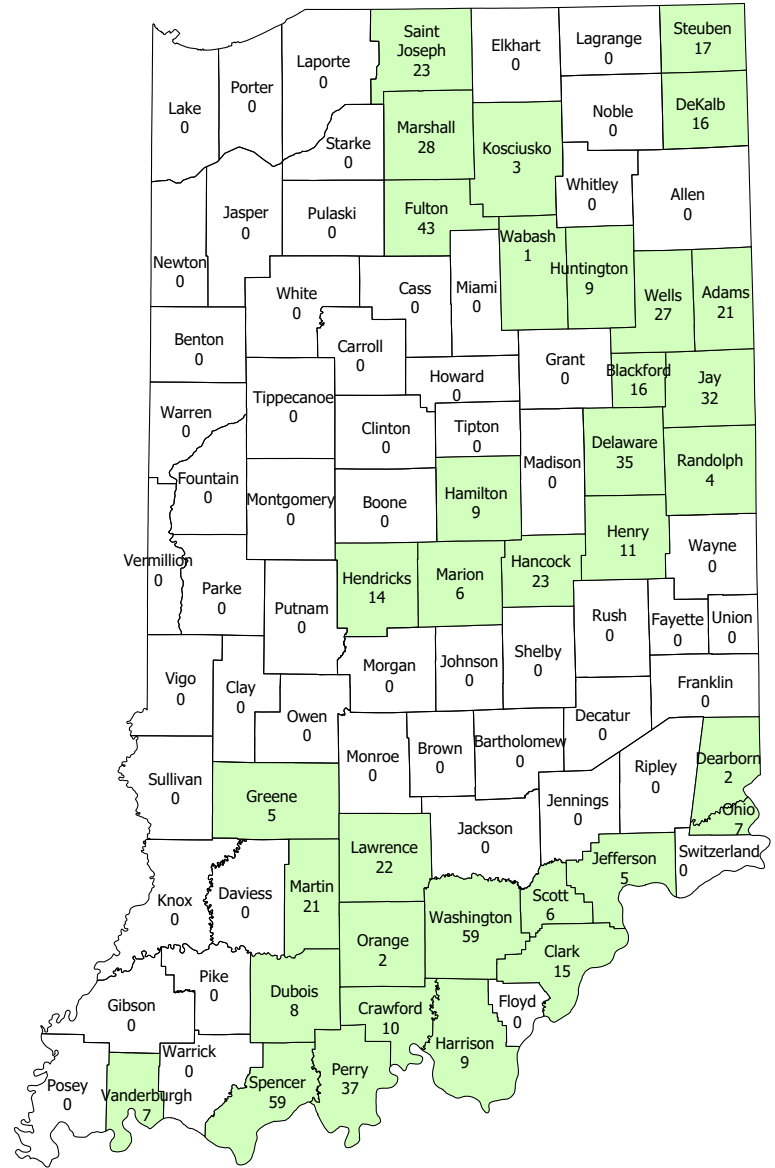 Saint
Joseph
23
Elkhart
0
Lagrange
0
Steuben
17
Laporte
0
Porter
0
Lake
0
Noble
0
DeKalb
16
Marshall
28
Starke
0
Kosciusko
3
Whitley
0
Allen
0
Jasper
0
Pulaski
0
Fulton
43
Newton
0
Wabash
1
Huntington
9
White
0
Cass
0
Miami
0
Wells
27
Adams
21
Benton
0
Carroll
0
Grant
0
Howard
0
Blackford
16
Jay
32
Tippecanoe
0
Warren
0
Clinton
0
Tipton
0
Delaware
35
Randolph
4
Madison
0
Fountain
0
Montgomery
0
Boone
0
Hamilton
9
Henry
11
Wayne
0
Vermillion
0
Parke
0
Hendricks
14
Marion
6
Hancock
23
Putnam
0
Rush
0
Fayette
0
Union
0
Morgan
0
Johnson
0
Shelby
0
Vigo
0
Clay
0
Franklin
0
Owen
0
Decatur
0
Monroe
0
Brown
0
Bartholomew
0
Ripley
0
Dearborn
2
Sullivan
0
Greene
5
Jennings
0
Ohio
7
Jackson
0
Lawrence
22
Jefferson
5
Switzerland
0
Knox
0
Daviess
0
Martin
21
Scott
6
Washington
59
Orange
2
Clark
15
Pike
0
Dubois
8
Gibson
0
Crawford
10
Floyd
0
Harrison
9
Warrick
0
Posey
0
Vanderburgh
7
Spencer
59
Perry
37